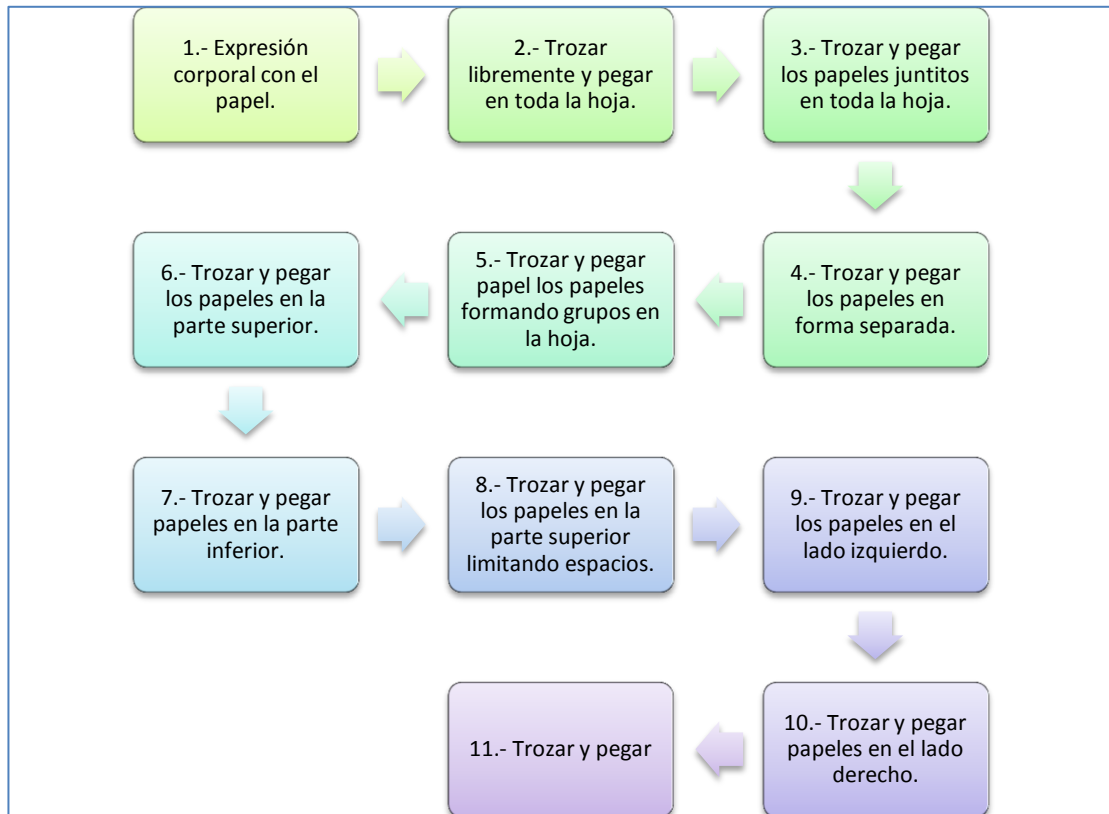 1.- Expresión
corporal con el
papel.
2.- Trozar
libremente y pegar
en toda la hoja.
3.- Trozar y pegar
los papeles juntitos
en toda la hoja.
4.- Trozar y pegar
los papeles en
forma separada.
5.- Trozar y pegar
papel los papeles
formando grupos en
la hoja.
6.- Trozar y pegar
los papeles en la
parte superior.
7.- Trozar y pegar
papeles en la parte
inferior.
8.- Trozar y pegar
los papeles en la
parte superior
limitando espacios.
9.- Trozar y pegar
los papeles en el
lado izquierdo.
10.- Trozar y pegar
papeles en el lado
derecho.
11.- Trozar y pegar